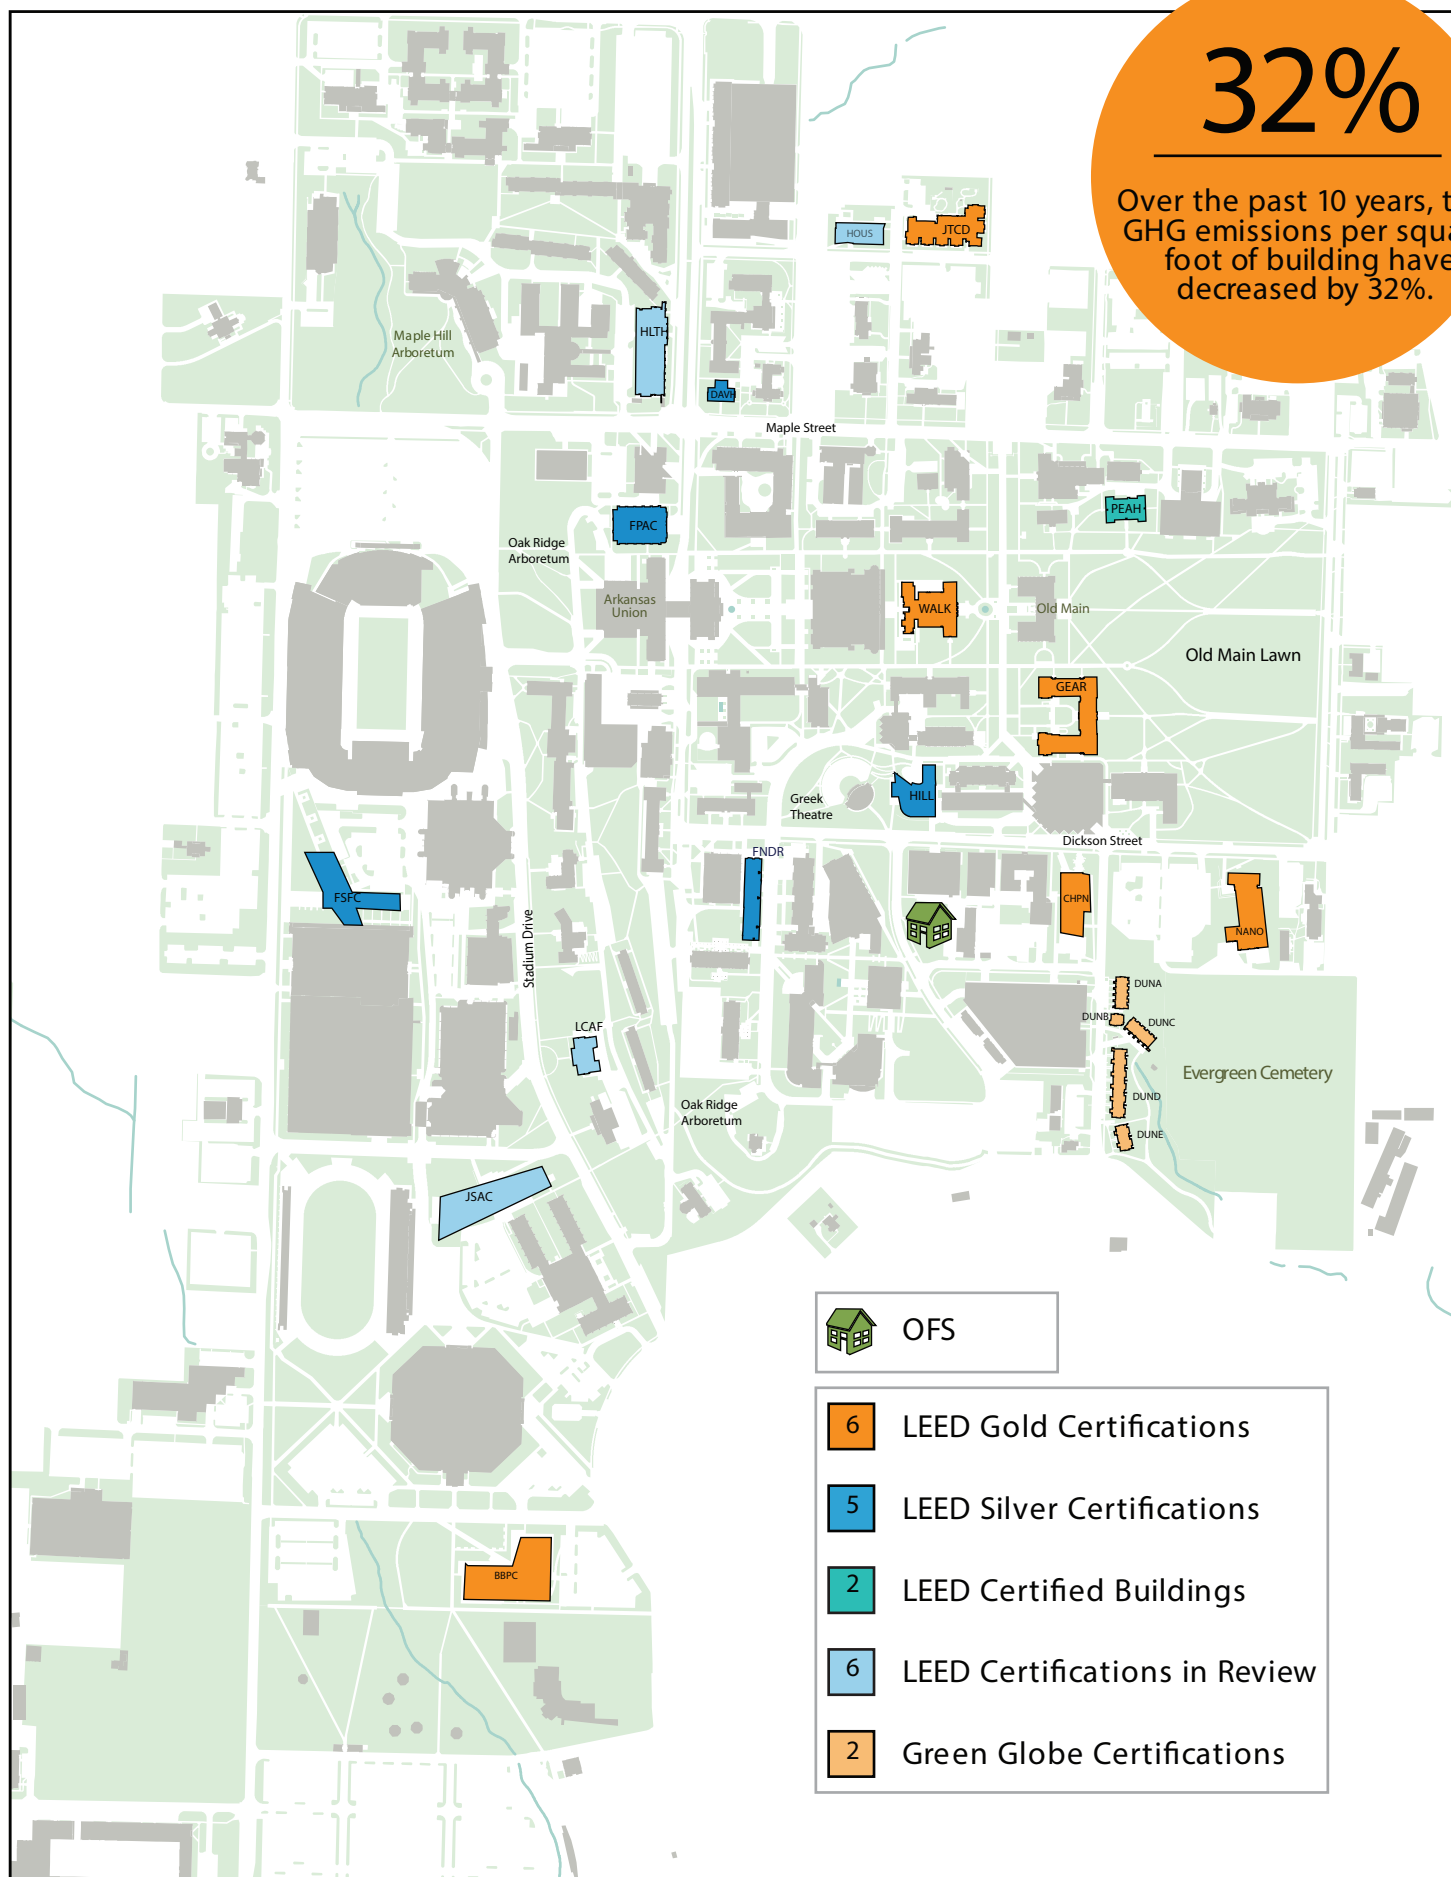 32%
Over the past 10 years, t
GHG emissions per squa
foot of building have
decreased by 32%.
HOUS
JTCD
HLTH
Maple Hill
Arboretum
DAVH
Maple Street
PEAH
FPAC
Oak Ridge
Arboretum
Arkansas
Union
WALK
Old Main
Old Main Lawn
GEAR
HILL
Greek
Theatre
Dickson Street
FNDR
FSFC
CHPN
NANO
Stadium Drive
DUNA
DUNB
DUNC
LCAF
Evergreen Cemetery
DUND
Oak Ridge
Arboretum
DUNE
JSAC
OFS
6 LEED Gold Certifications
5 LEED Silver Certifications
2 LEED Certified Buildings
6 LEED Certifications in Review
2 Green Globe Certifications
BBPC